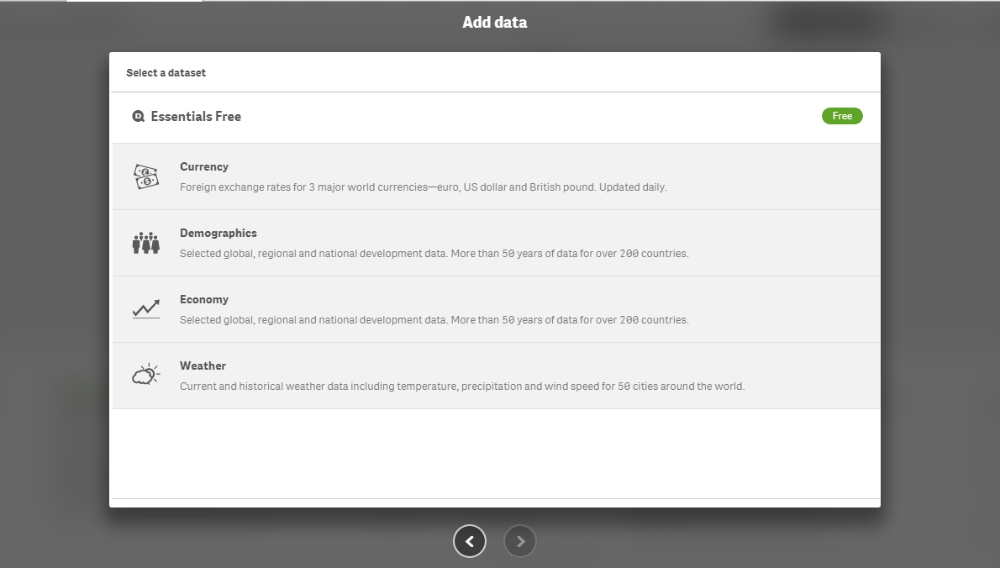 Add data
Select a dataset
Essentials Free
Free
Currency
Foreign exchange rates for 3 major world currencies—euro, US dollar and British pound. Updated daily.
Demographics
Selected global, regional and national development data. More than 50 years of data for over 200 countries.
Economy
Selected global, regional and national development data. More than 50 years of data for over 200 countries.
Weather
Current and historical weather data including temperature, precipitation and wind speed for 50 cities around the world.